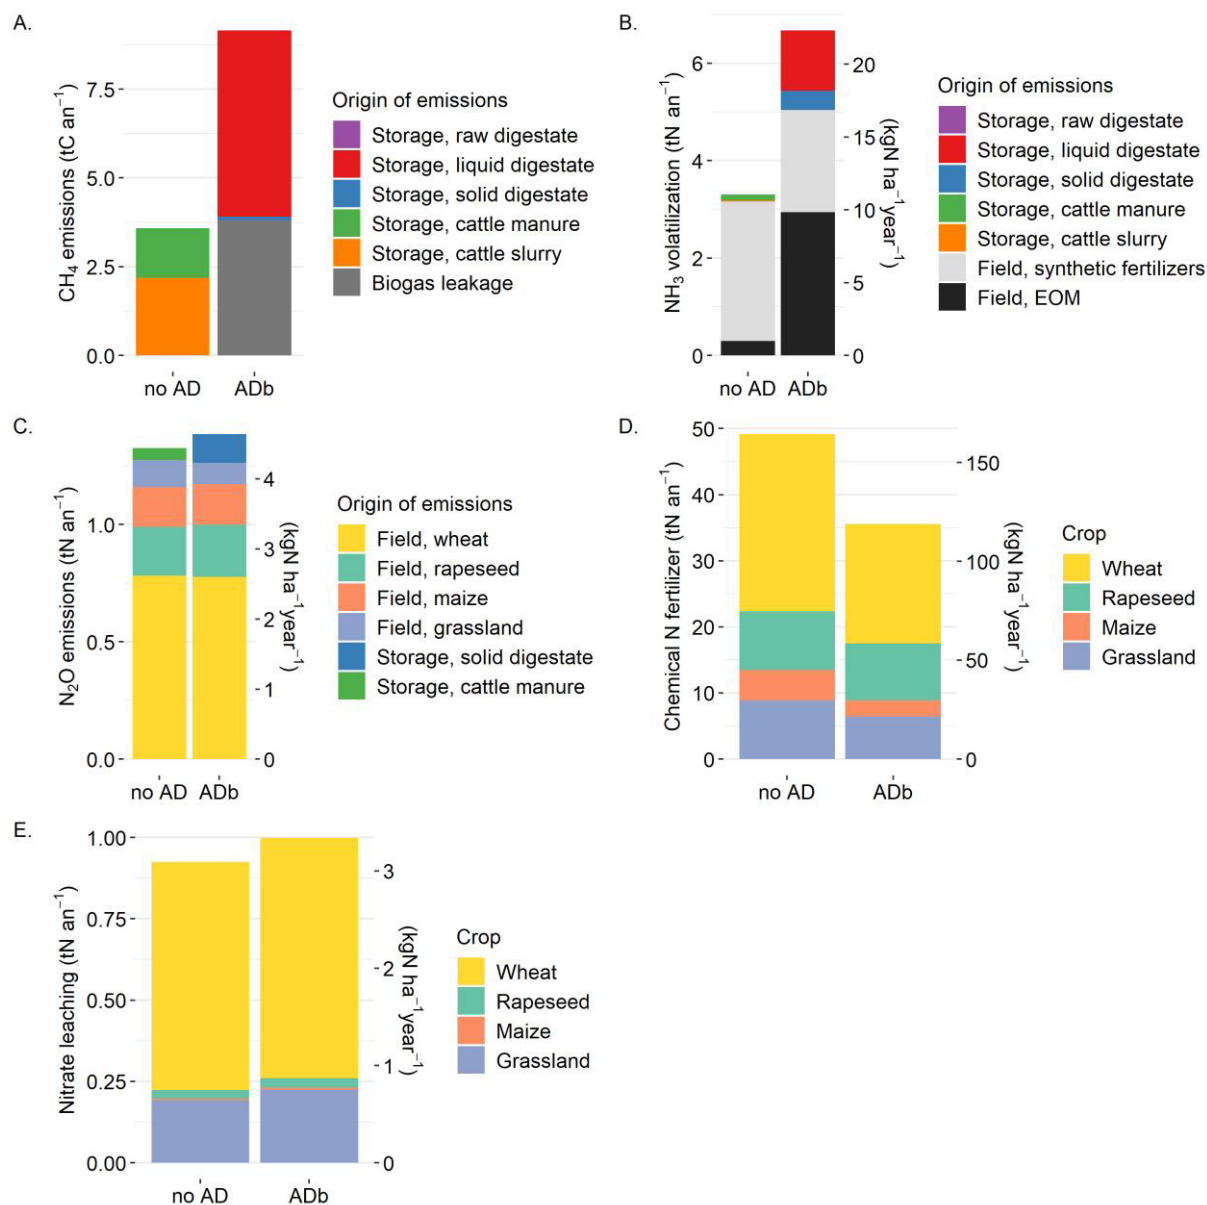 A.
CH₄ emissions (tC an⁻¹)
7.5
5.0
2.5
0.0
no AD
ADb
Origin of emissions
Storage, raw digestate
Storage, liquid digestate
Storage, solid digestate
Storage, cattle manure
Storage, cattle slurry
Biogas leakage
B.
NH₃ volatilization (tN an⁻¹)
6
4
2
0
20
15
10
5
0
(kgN ha⁻¹year⁻¹)
no AD
ADb
Origin of emissions
Storage, raw digestate
Storage, liquid digestate
Storage, solid digestate
Storage, cattle manure
Storage, cattle slurry
Field, synthetic fertilizers
Field, EOM
C.
N₂O emissions (tN an⁻¹)
1.0
0.5
0.0
4
3
2
1
0
(kgN ha⁻¹year⁻¹)
no AD
ADb
Origin of emissions
Field, wheat
Field, rapeseed
Field, maize
Field, grassland
Storage, solid digestate
Storage, cattle manure
D.
Chemical N fertilizer (tN an⁻¹)
50
40
30
20
10
0
150
100
50
0
(kgN ha⁻¹year⁻¹)
no AD
ADb
Crop
Wheat
Rapeseed
Maize
Grassland
E.
Nitrate leaching (tN an⁻¹)
1.00
0.75
0.50
0.25
0.00
3
2
1
0
(kgN ha⁻¹year⁻¹)
no AD
ADb
Crop
Wheat
Rapeseed
Maize
Grassland